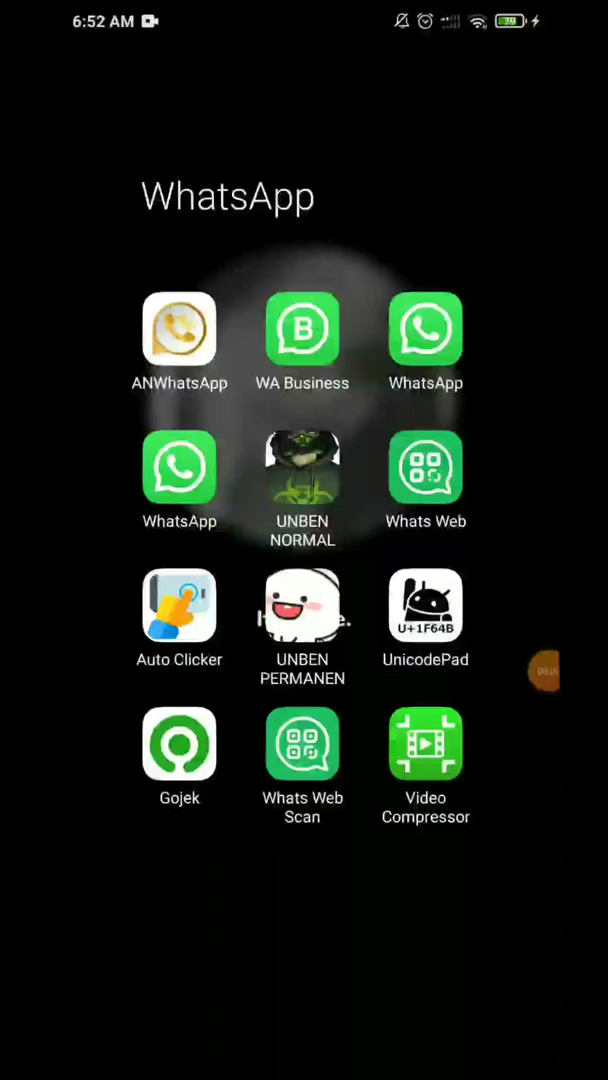 6:52 AM
79
WhatsApp
B
ANWhatsApp
WA Business
WhatsApp
WhatsApp
UNBEN
NORMAL
Whats Web
U+1F64B
Auto Clicker
UNBEN
PERMANEN
UnicodePad
Gojek
Whats Web
Scan
Video
Compressor